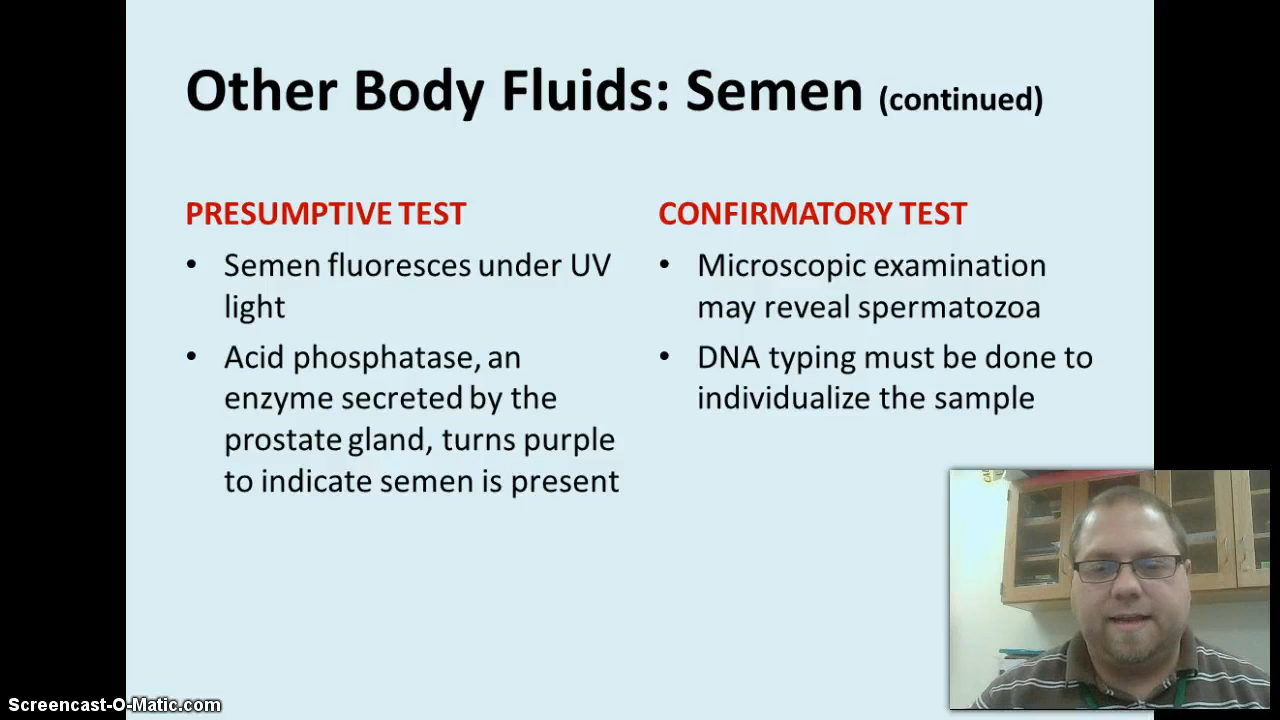 Other Body Fluids: Semen (continued)
PRESUMPTIVE TEST
• Semen fluoresces under UV
light
• Acid phosphatase, an
enzyme secreted by the
prostate gland, turns purple
to indicate semen is present
CONFIRMATORY TEST
• Microscopic examination
may reveal spermatozoa
• DNA typing must be done to
individualize the sample
Screencast-O-Matic.com